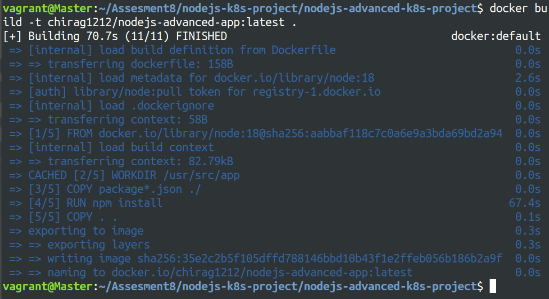 vagrant@Master:~/Assesment8/nodejs-k8s-project/nodejs-advanced-k8s-project$ docker bu
ild -t chirag1212/nodejs-advanced-app:latest .
[+] Building 70.7s (11/11) FINISHED docker:default
=> [internal] load build definition from Dockerfile 0.0s
=> => transferring dockerfile: 158B 0.0s
=> [internal] load metadata for docker.io/library/node:18 2.6s
=> [auth] library/node:pull token for registry-1.docker.io 0.0s
=> [internal] load .dockerignore 0.0s
=> => transferring context: 58B 0.0s
=> [1/5] FROM docker.io/library/node:18@sha256:aabbaf118c7c0a6e9a3bda69bd2a94 0.0s
=> [internal] load build context 0.0s
=> => transferring context: 82.79kB 0.0s
=> CACHED [2/5] WORKDIR /usr/src/app 0.0s
=> [3/5] COPY package*.json ./ 0.0s
=> [4/5] RUN npm install 67.4s
=> [5/5] COPY . . 0.1s
=> exporting to image 0.3s
=> => exporting layers 0.3s
=> => writing image sha256:35e2c2b5f105dffd788146bbd10b43f1e2ffeb056b186b2a9f 0.0s
=> => naming to docker.io/chirag1212/nodejs-advanced-app:latest 0.0s
vagrant@Master:~/Assesment8/nodejs-k8s-project/nodejs-advanced-k8s-project$